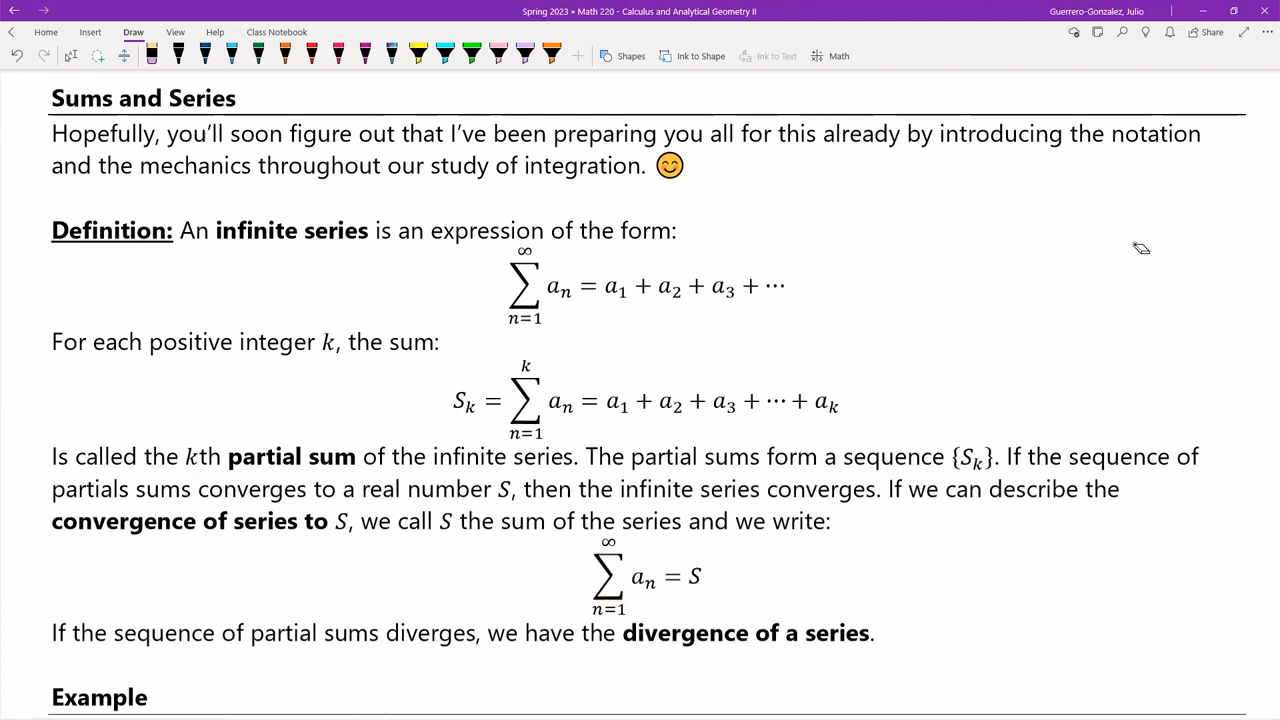 Spring 2023 » Math 220 - Calculus and Analytical Geometry II
Guerrero-Gonzalez, Julio
Home Insert Draw View Help Class Notebook
Share
Shapes Ink to Shape Ink to Text Math
Sums and Series
Hopefully, you'll soon figure out that I've been preparing you all for this already by introducing the notation
and the mechanics throughout our study of integration. 😊
Definition: An infinite series is an expression of the form:
∞
∑ aₙ = a₁ + a₂ + a₃ + ⋯
n=1
For each positive integer k, the sum:
k
Sₖ = ∑ aₙ = a₁ + a₂ + a₃ + ⋯ + aₖ
n=1
Is called the kth partial sum of the infinite series. The partial sums form a sequence {Sₖ}. If the sequence of
partials sums converges to a real number S, then the infinite series converges. If we can describe the
convergence of series to S, we call S the sum of the series and we write:
∞
∑ aₙ = S
n=1
If the sequence of partial sums diverges, we have the divergence of a series.
Example